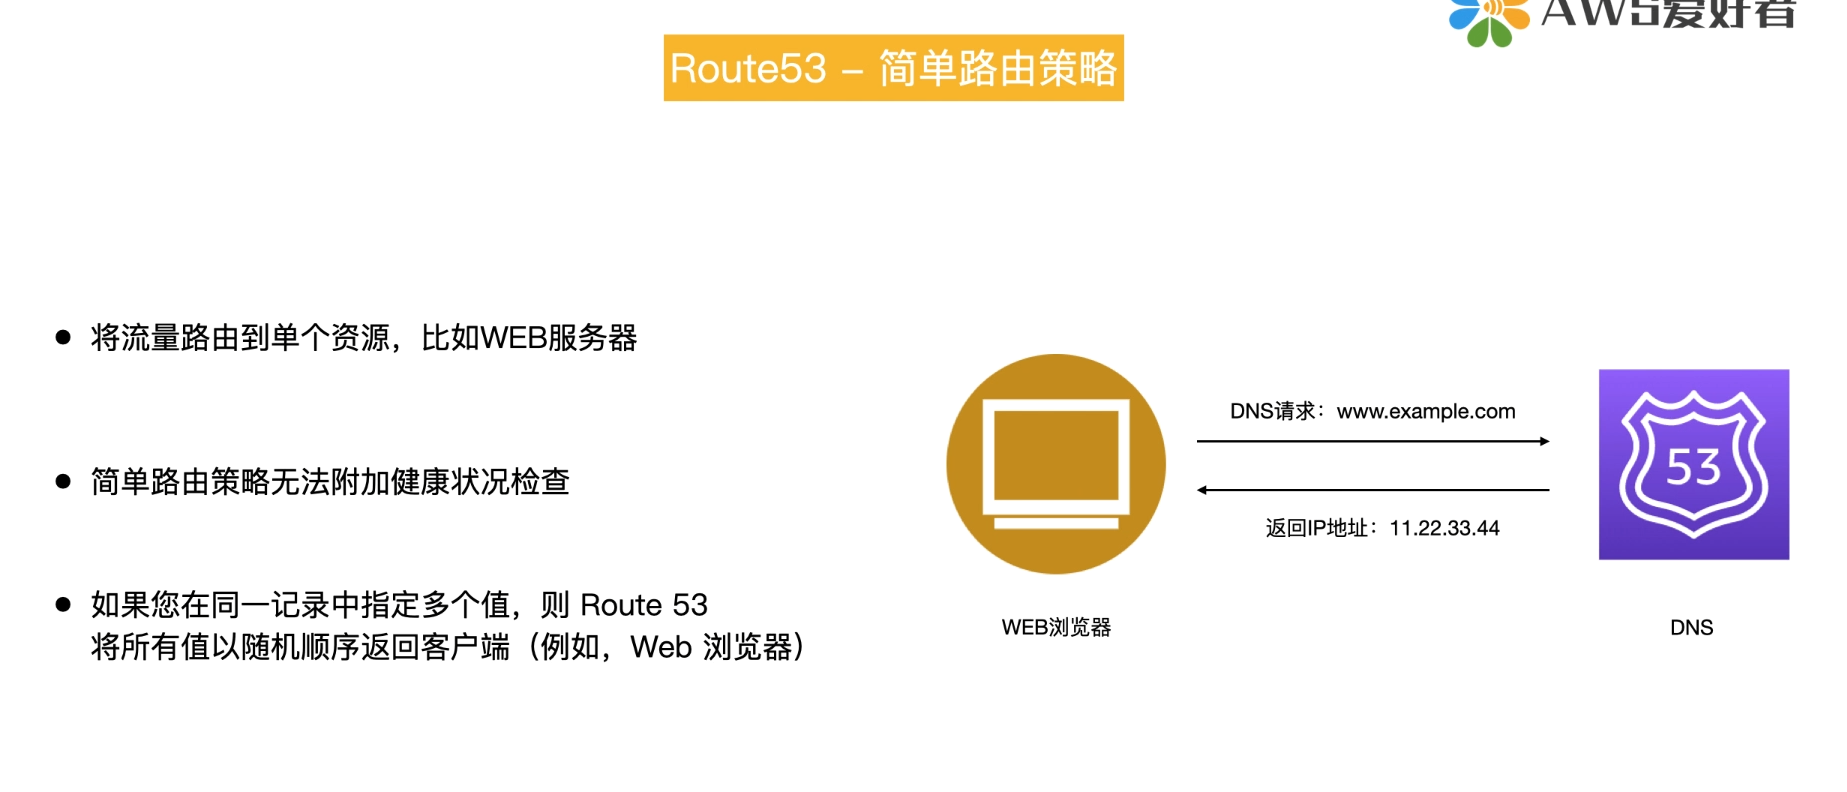 AWS爱好者
Route53 – 简单路由策略
将流量路由到单个资源，比如WEB服务器
简单路由策略无法附加健康状况检查
如果您在同一记录中指定多个值，则 Route 53
将所有值以随机顺序返回客户端（例如，Web 浏览器）
DNS请求：www.example.com
返回IP地址：11.22.33.44
53
WEB浏览器
DNS